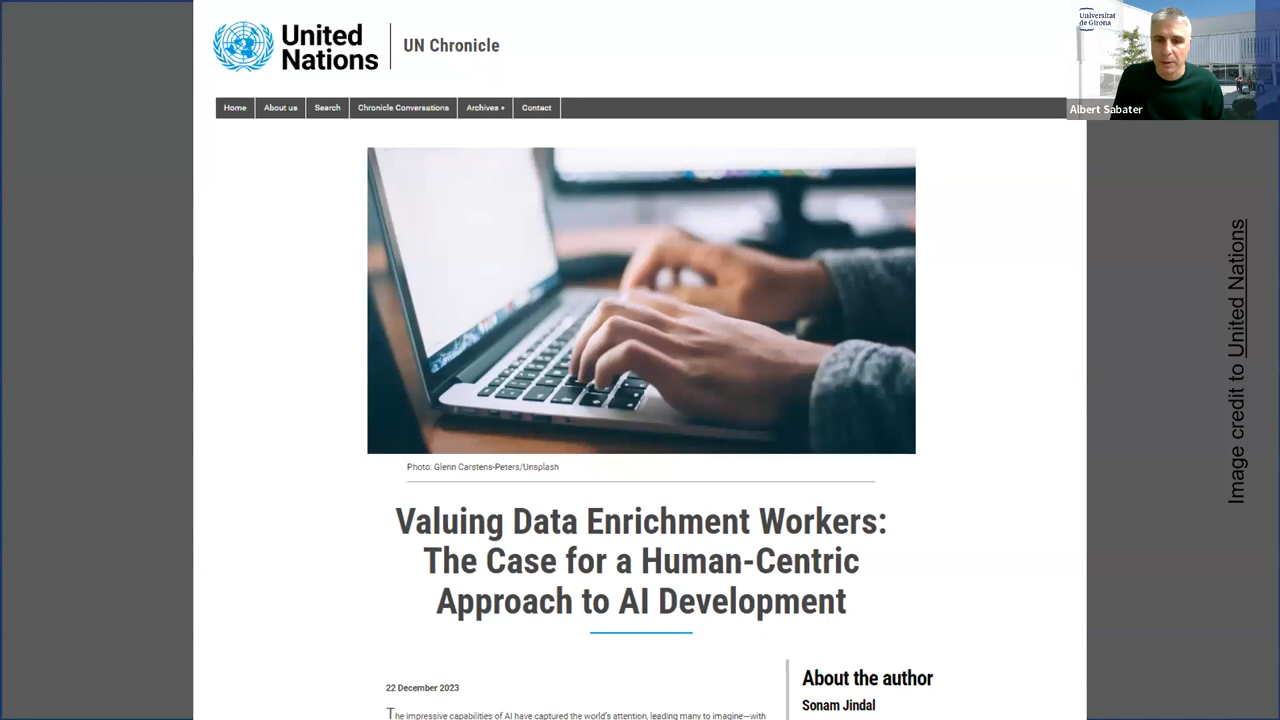 United
Nations
UN Chronicle
Universitat
de Girona
Albert Sabater
Home
About us
Search
Chronicle Conversations
Archives »
Contact
Image credit to United Nations
Photo: Glenn Carstens-Peters/Unsplash
Valuing Data Enrichment Workers:
The Case for a Human-Centric
Approach to AI Development
22 December 2023
The impressive capabilities of AI have captured the world's attention, leading many to imagine—with
About the author
Sonam Jindal